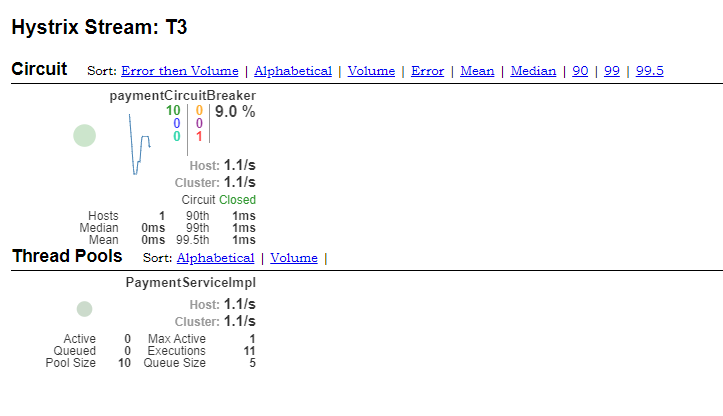 Hystrix Stream: T3
Circuit Sort: Error then Volume | Alphabetical | Volume | Error | Mean | Median | 90 | 99 | 99.5
paymentCircuitBreaker
10 0 9.0 %
0 0
0 1
Host: 1.1/s
Cluster: 1.1/s
Circuit Closed
Hosts 1 90th 1ms
Median 0ms 99th 1ms
Mean 0ms 99.5th 1ms
Thread Pools Sort: Alphabetical | Volume |
PaymentServiceImpl
Host: 1.1/s
Cluster: 1.1/s
Active 0 Max Active 1
Queued 0 Executions 11
Pool Size 10 Queue Size 5